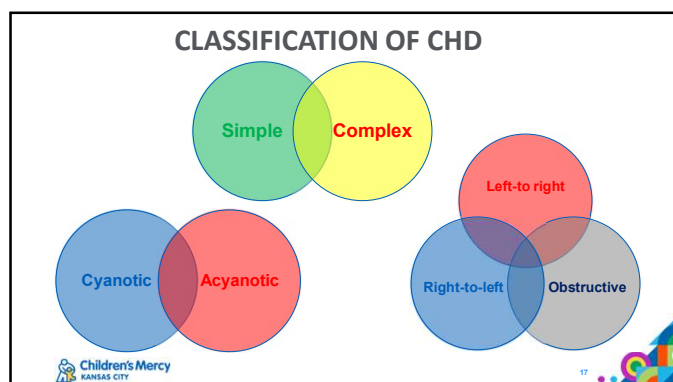 CLASSIFICATION OF CHD
Simple
Complex
Left-to right
Cyanotic
Acyanotic
Right-to-left
Obstructive
Children's Mercy
KANSAS CITY
17